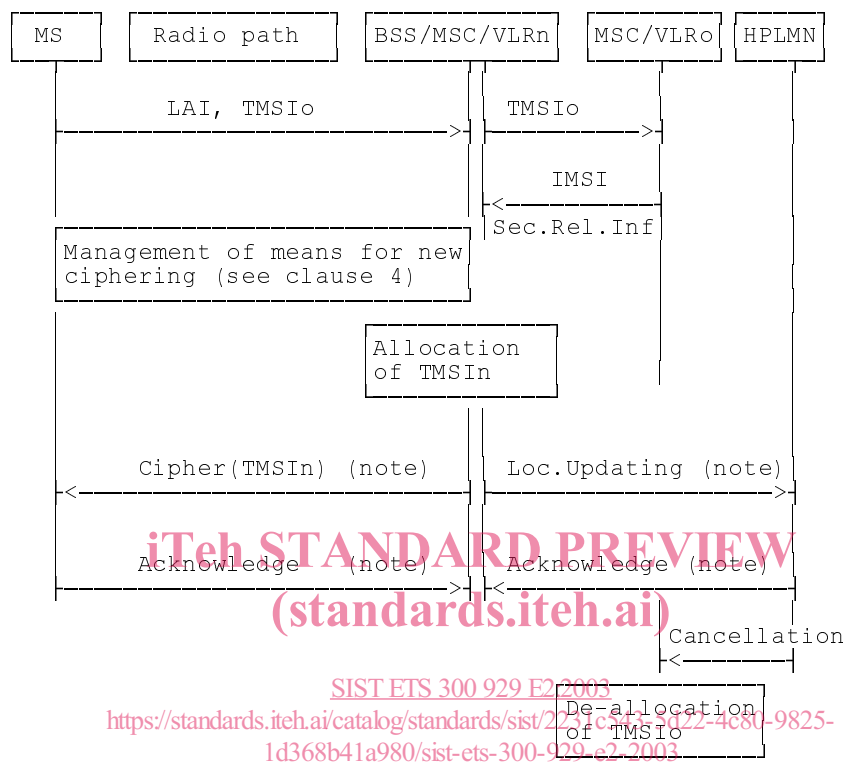 MS Radio path BSS/MSC/VLRn MSC/VLRo HPLMN
LAI, TMSIo TMSIo
IMSI
Sec.Rel.Inf
Management of means for new
ciphering (see clause 4)
Allocation
of TMSIn
Cipher(TMSIn) (note) Loc.Updating (note)
iTeh STANDARD PREVIEW
Acknowledge (note) Acknowledge (note)
(standards.iteh.ai)
Cancellation
SIST ETS 300 929 E2:2003
De-allocation
https://standards.iteh.ai/catalog/standards/sist/2231c543-5d22-4c80-9825-
of TMSIo
1d368b41a980/sist-ets-300-929-e2-2003